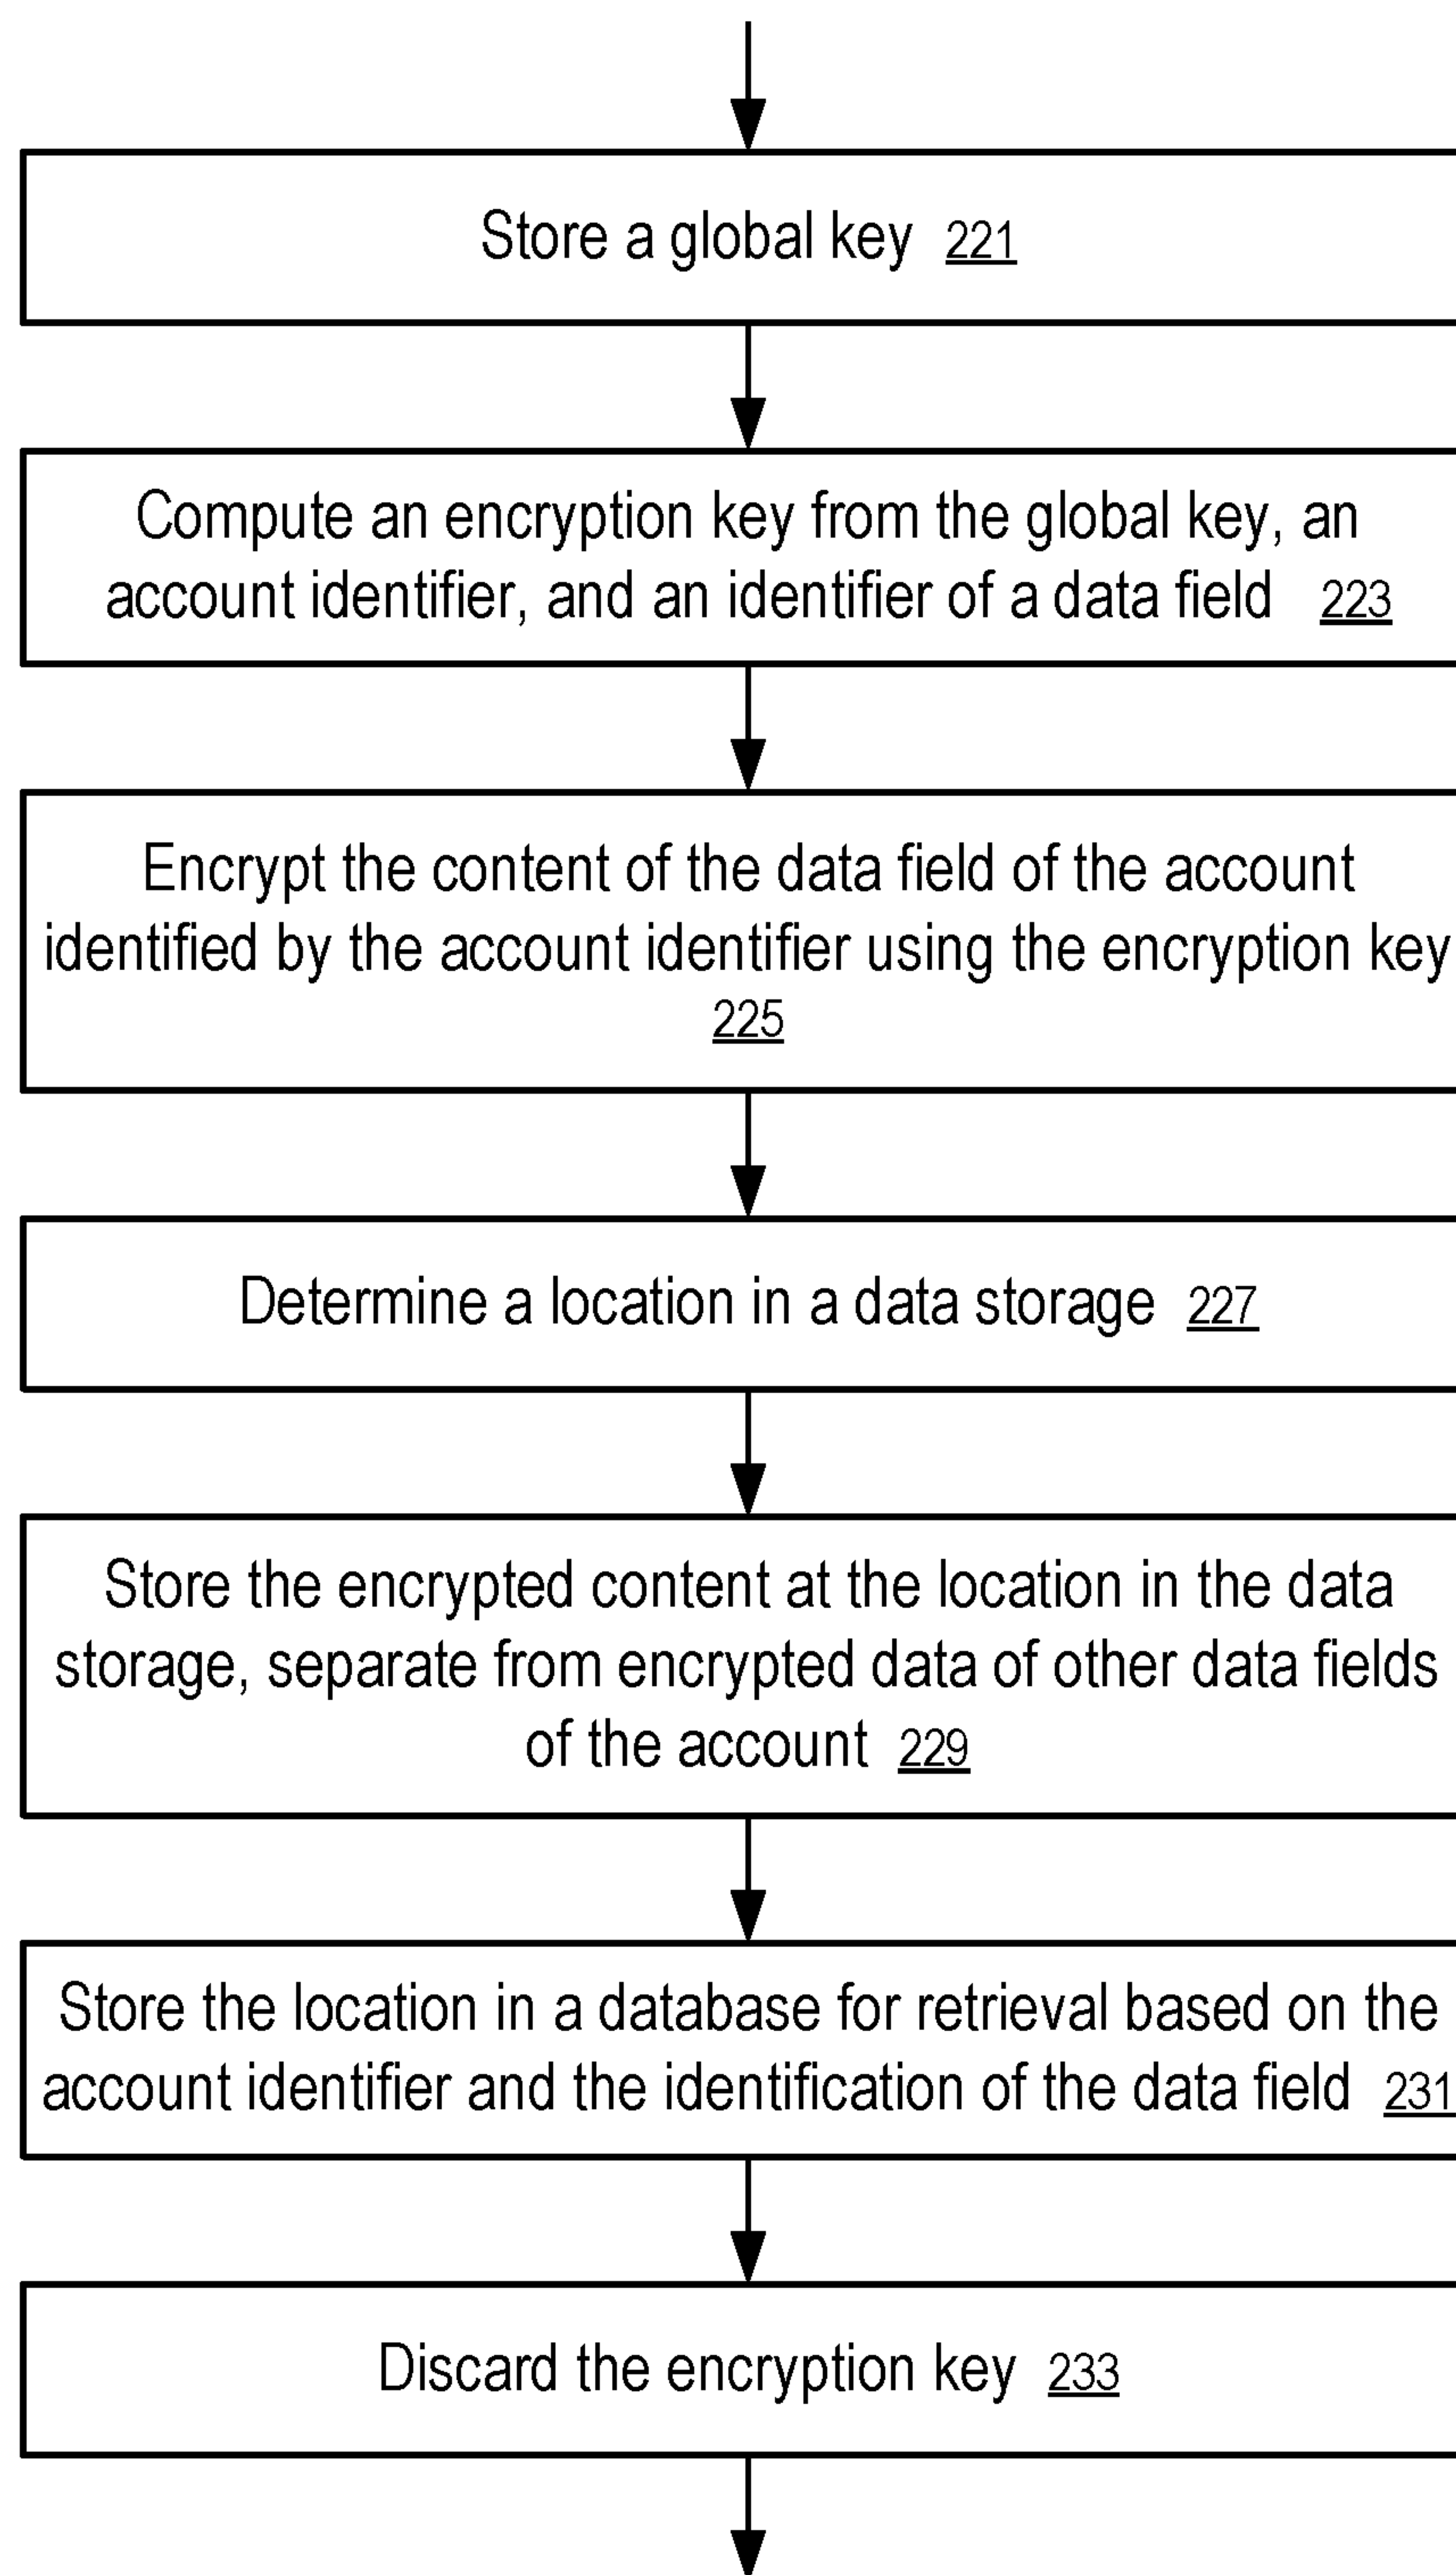 Store a global key 221
Compute an encryption key from the global key, an
account identifier, and an identifier of a data field 223
Encrypt the content of the data field of the account
identified by the account identifier using the encryption key
225
Determine a location in a data storage 227
Store the encrypted content at the location in the data
storage, separate from encrypted data of other data fields
of the account 229
Store the location in a database for retrieval based on the
account identifier and the identification of the data field 231
Discard the encryption key 233